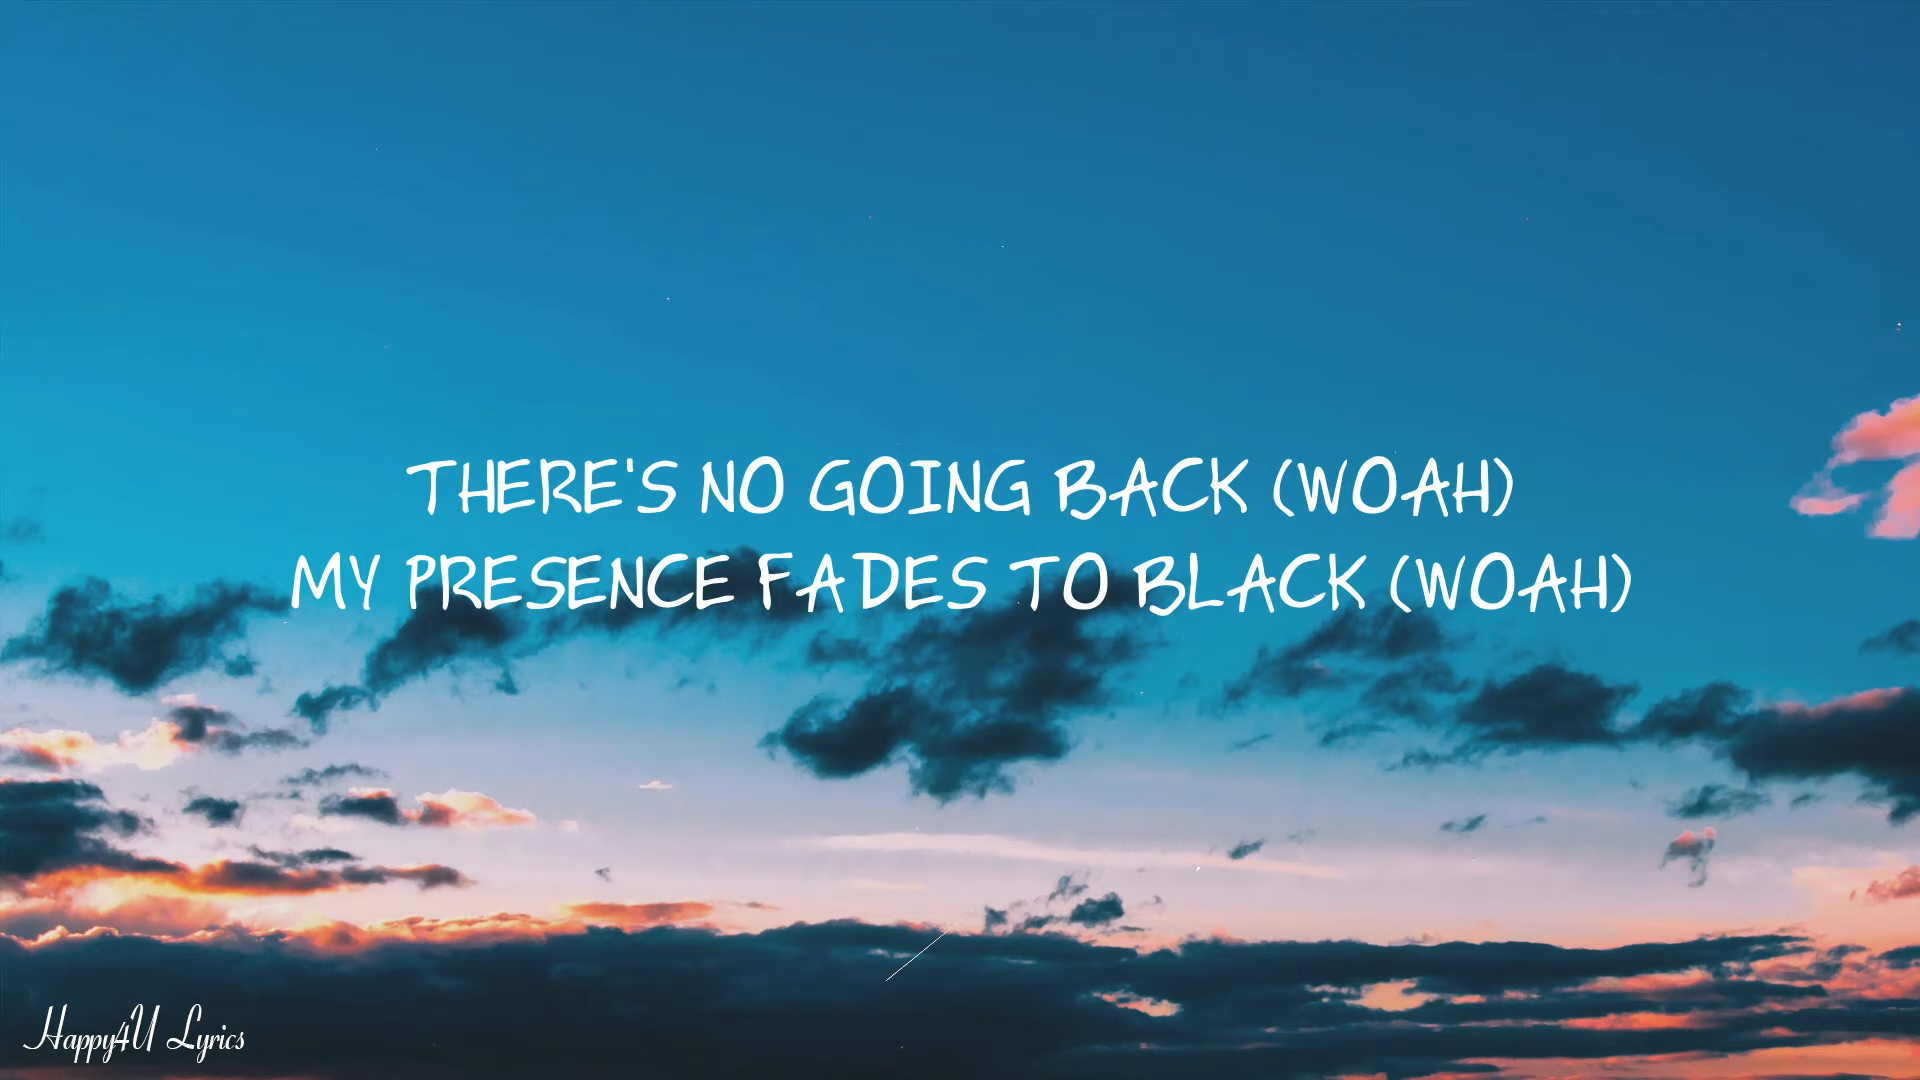 THERE'S NO GOING BACK (WOAH)
MY PRESENCE FADES TO BLACK (WOAH)
Happy4U Lyrics